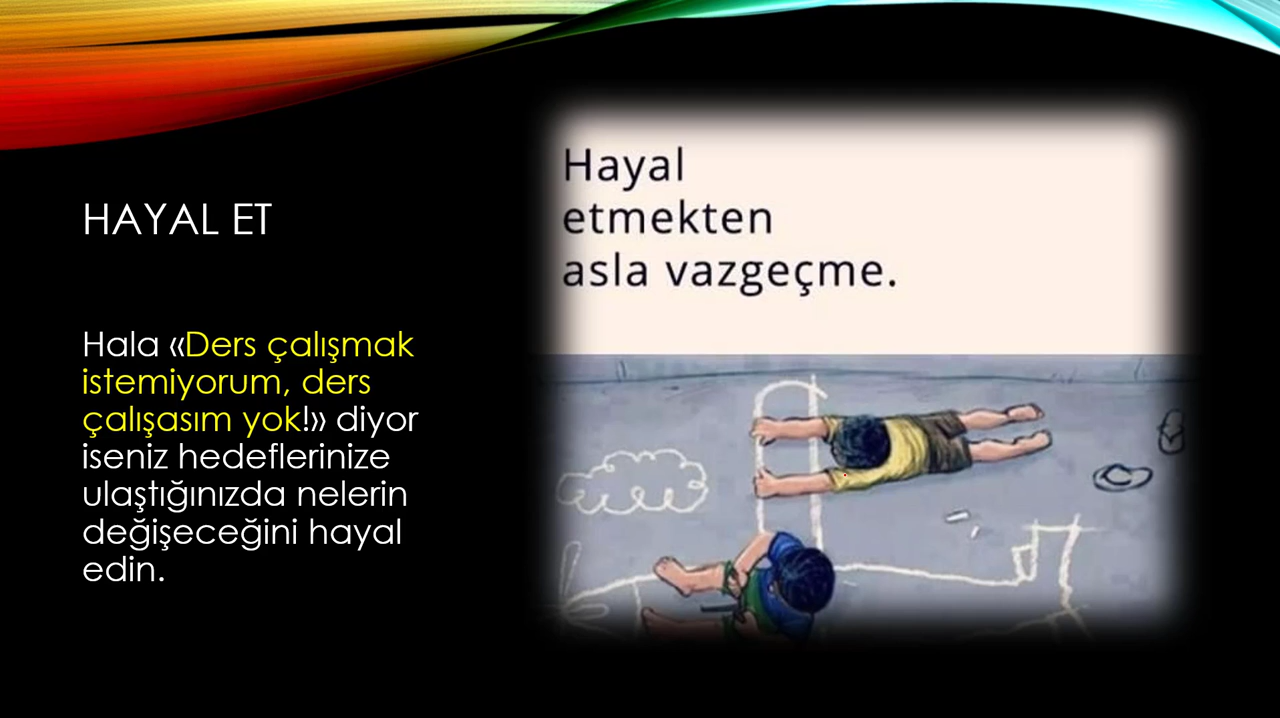 HAYAL ET
Hala «Ders çalışmak
istemiyorum, ders
çalışasım yok!» diyor
iseniz hedeflerinize
ulaştığınızda nelerin
değişeceğini hayal
edin.
Hayal
etmekten
asla vazgeçme.